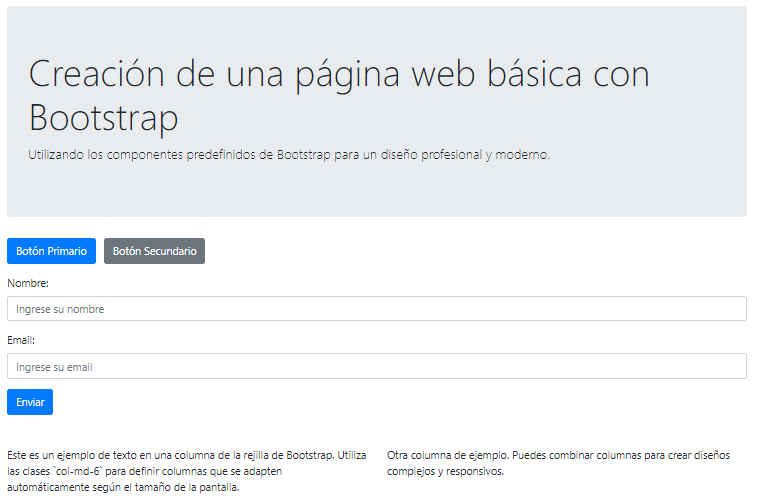 Creación de una página web básica con
Bootstrap
Utilizando los componentes predefinidos de Bootstrap para un diseño profesional y moderno.
Botón Primario
Botón Secundario
Nombre:
Ingrese su nombre
Email:
Ingrese su email
Enviar
Este es un ejemplo de texto en una columna de la rejilla de Bootstrap. Utiliza
las clases `col-md-6` para definir columnas que se adapten
automáticamente según el tamaño de la pantalla.
Otra columna de ejemplo. Puedes combinar columnas para crear diseños
complejos y responsivos.